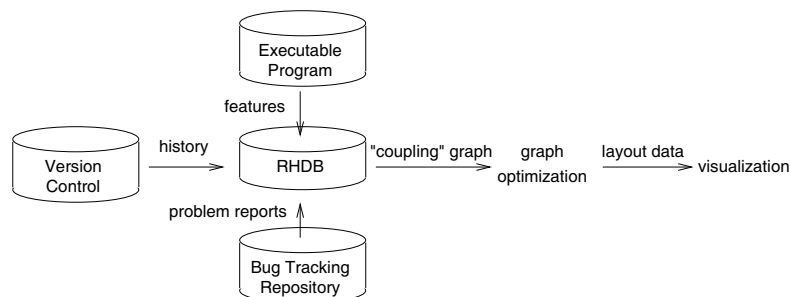 Executable
Program
features
history
Version
Control
RHDB
"coupling" graph
graph
optimization
layout data
visualization
problem reports
Bug Tracking
Repository